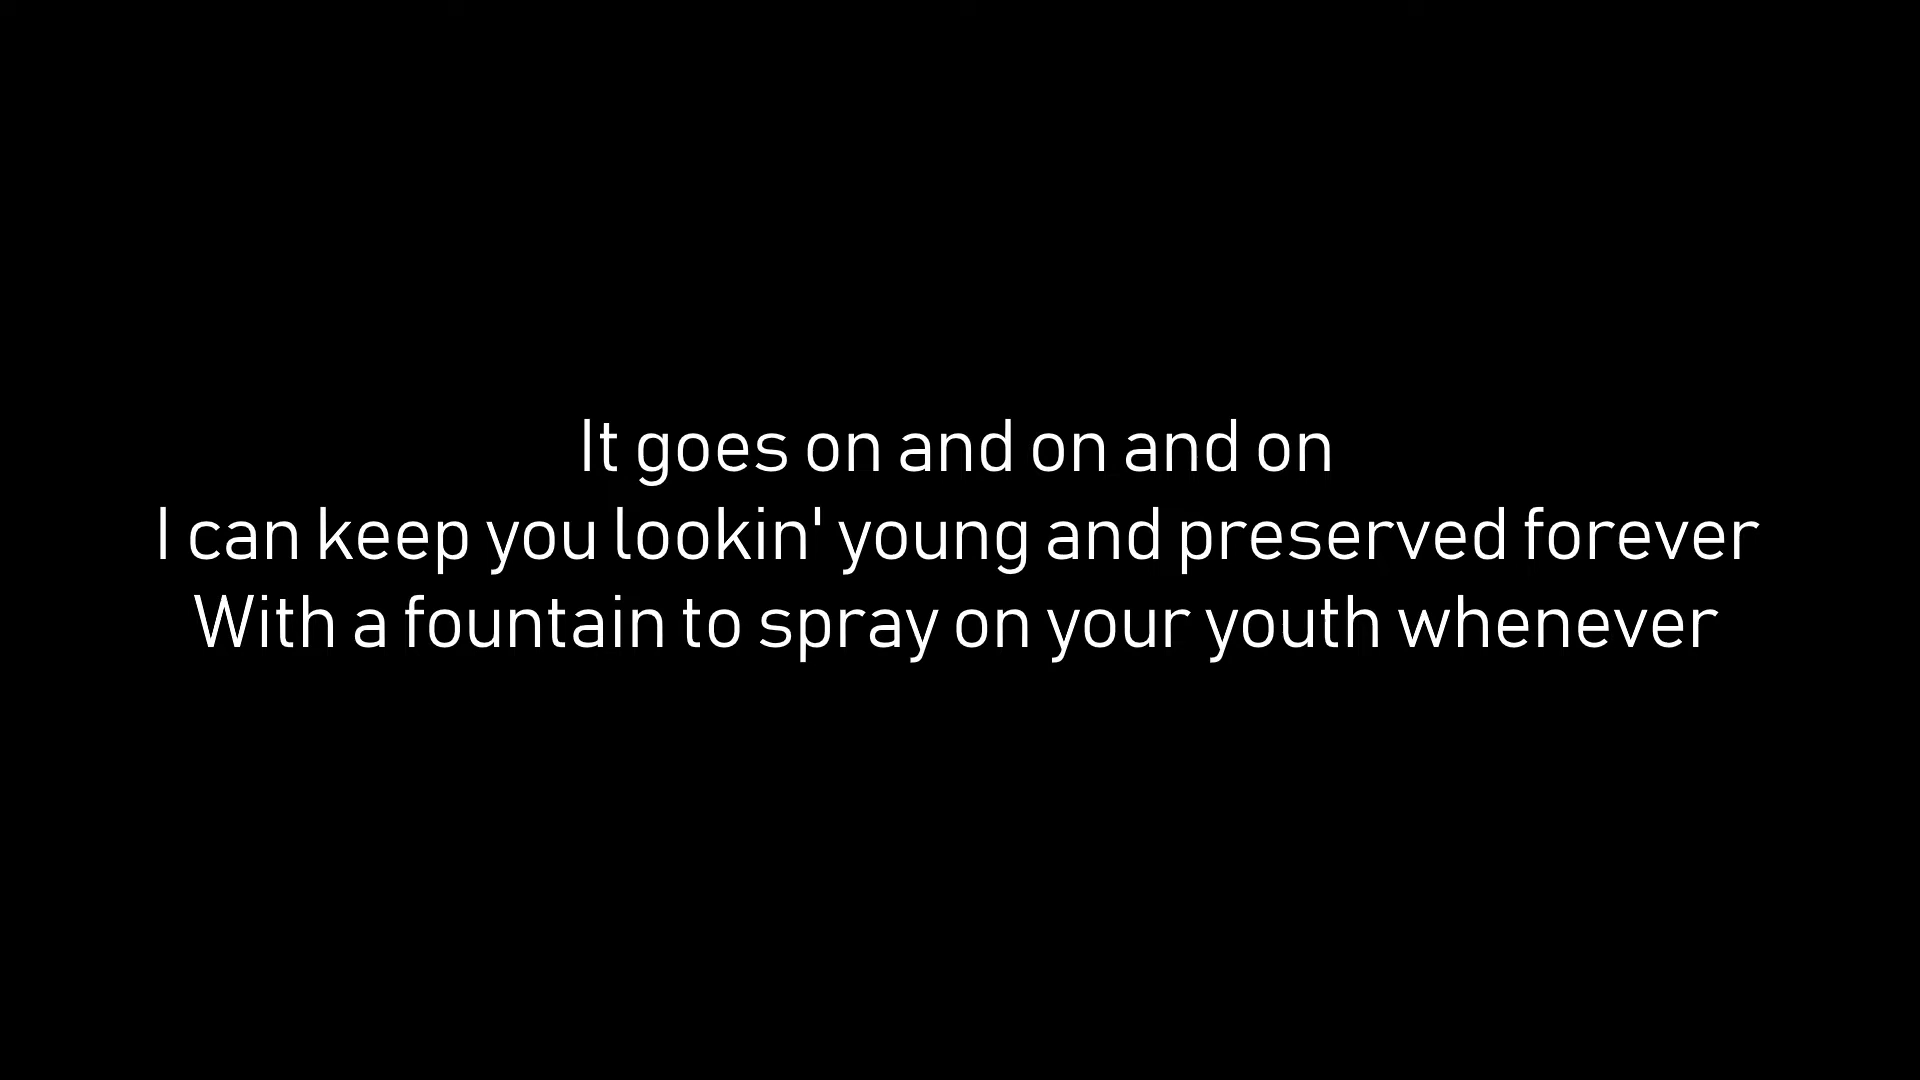 It goes on and on and on
I can keep you lookin' young and preserved forever
With a fountain to spray on your youth whenever